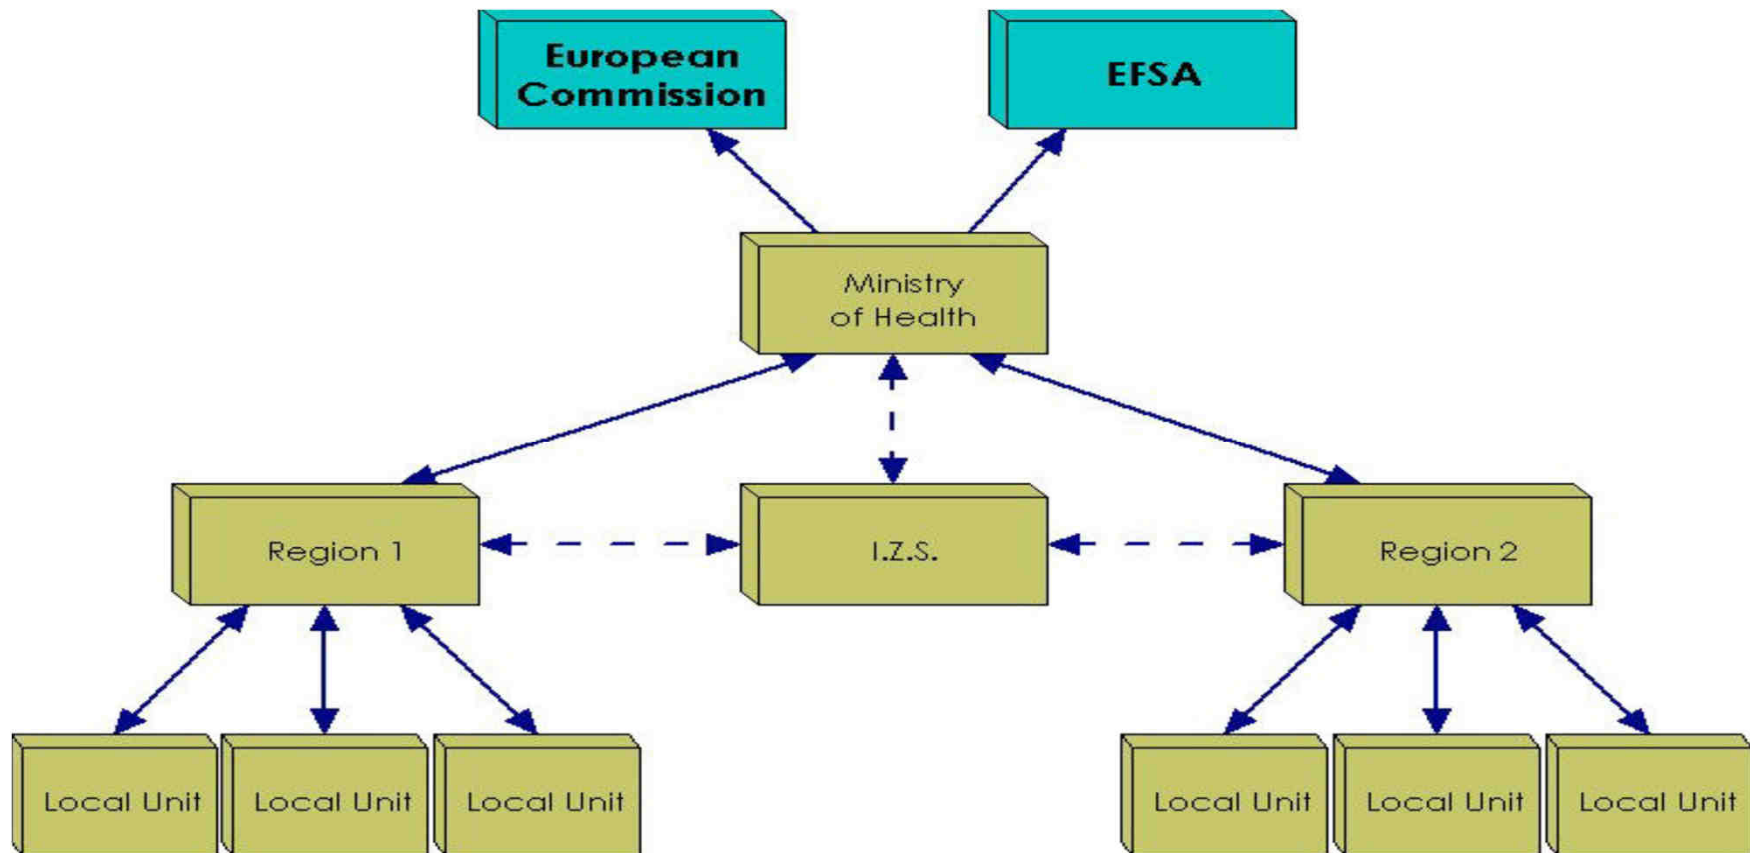 European
Commission
EFSA
Ministry
of Health
Region 1
I.Z.S.
Region 2
Local Unit
Local Unit
Local Unit
Local Unit
Local Unit
Local Unit